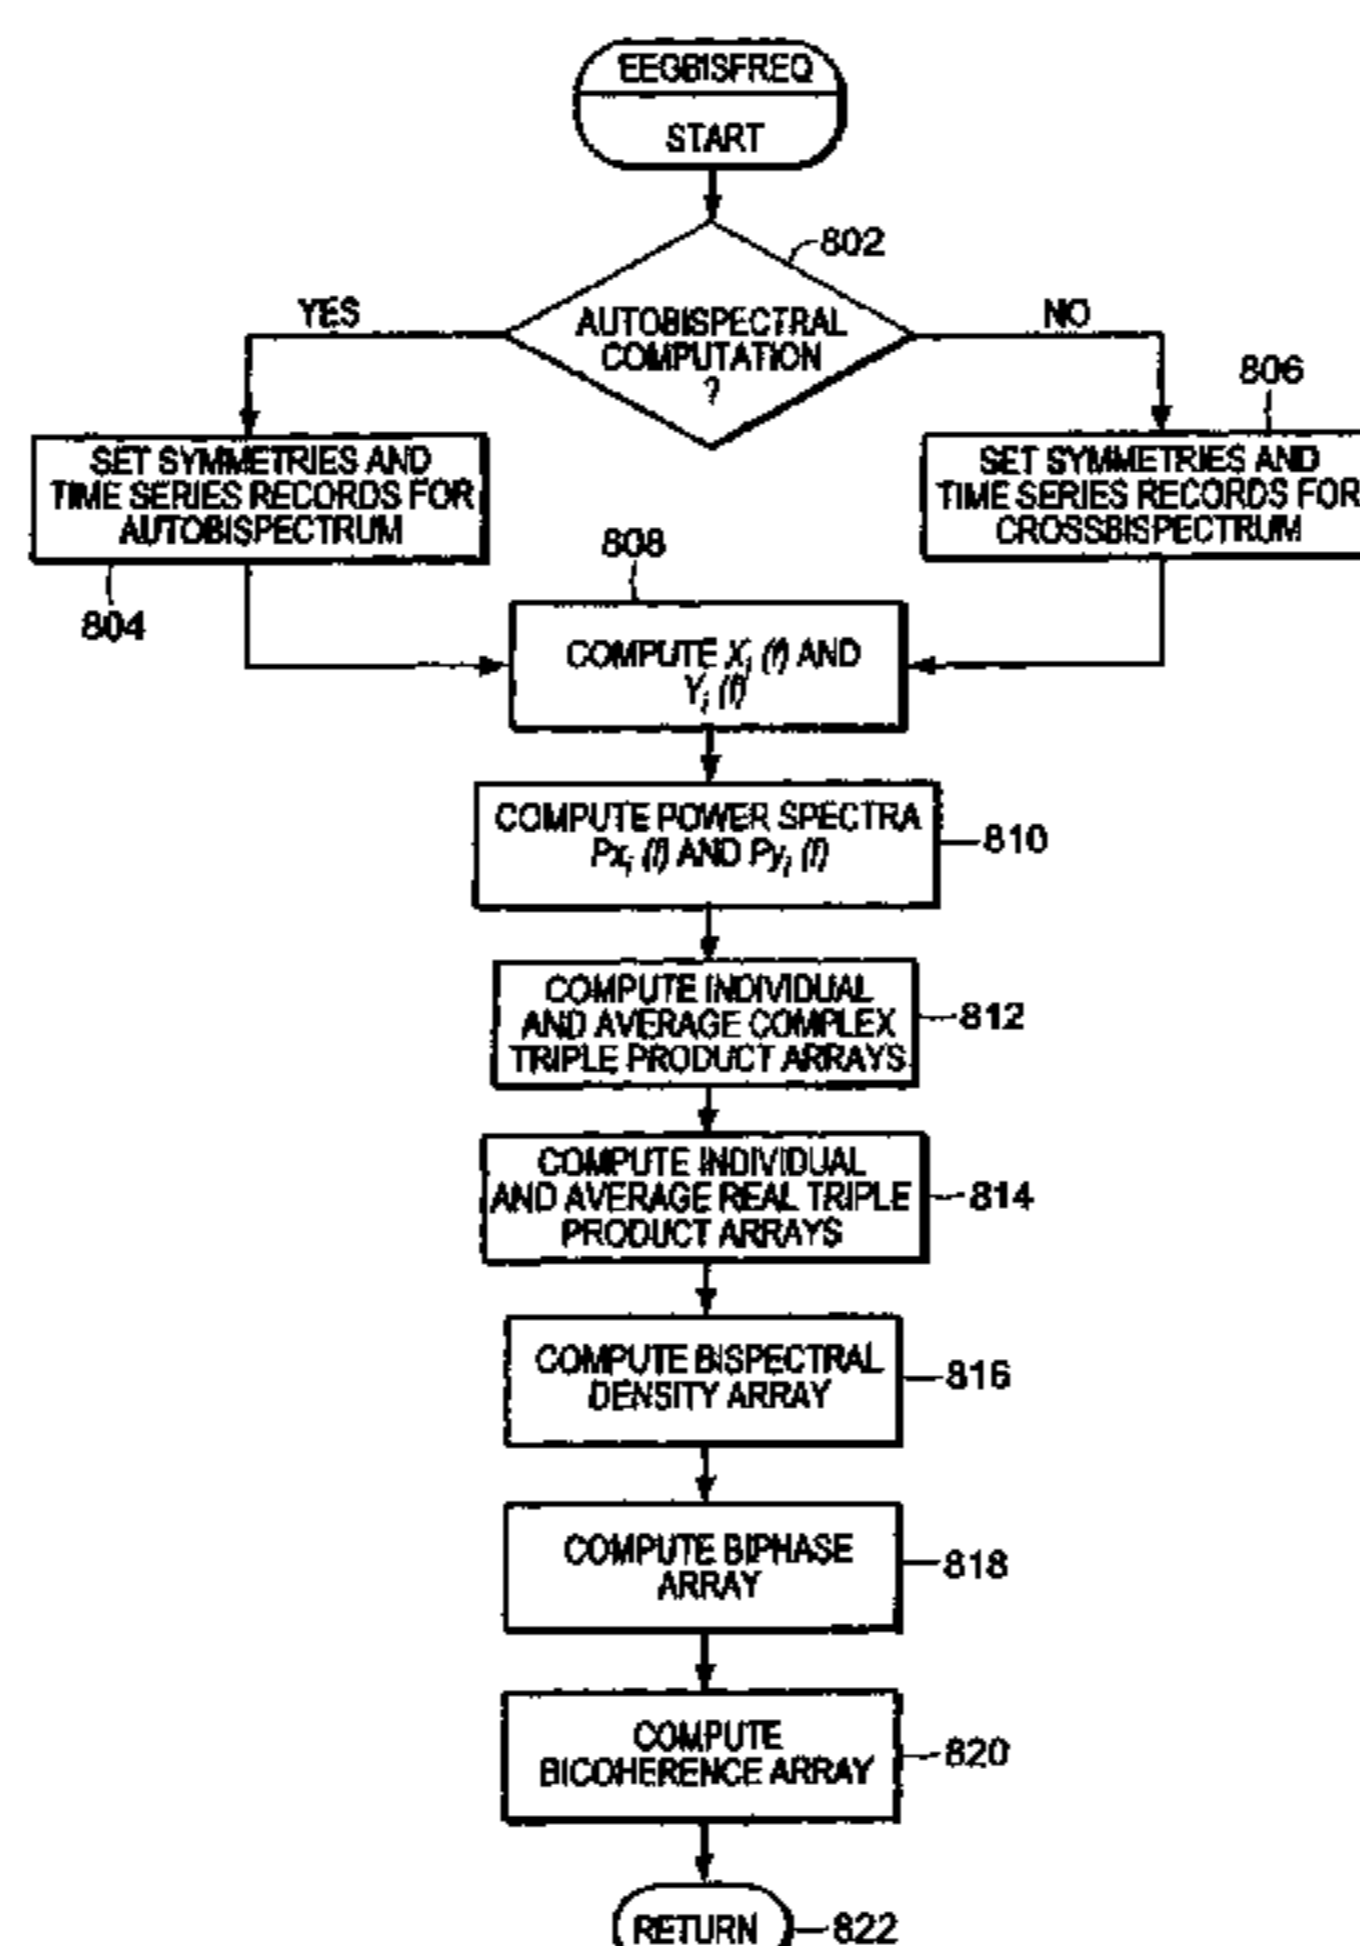 EEGBISFREQ
START
802
YES
NO
AUTOBISPECTRAL
COMPUTATION
?
806
SET SYMMETRIES AND
TIME SERIES RECORDS FOR
AUTOBISPECTRUM
SET SYMMETRIES AND
TIME SERIES RECORDS FOR
CROSSBISPECTRUM
804
808
COMPUTE Xi (f) AND
Yi (f)
COMPUTE POWER SPECTRA
Pxi (f) AND Pyi (f)
810
COMPUTE INDIVIDUAL
AND AVERAGE COMPLEX
TRIPLE PRODUCT ARRAYS
812
COMPUTE INDIVIDUAL
AND AVERAGE REAL TRIPLE
PRODUCT ARRAYS
814
COMPUTE BISPECTRAL
DENSITY ARRAY
816
COMPUTE BIPHASE
ARRAY
818
COMPUTE
BICOHERENCE ARRAY
820
RETURN
822